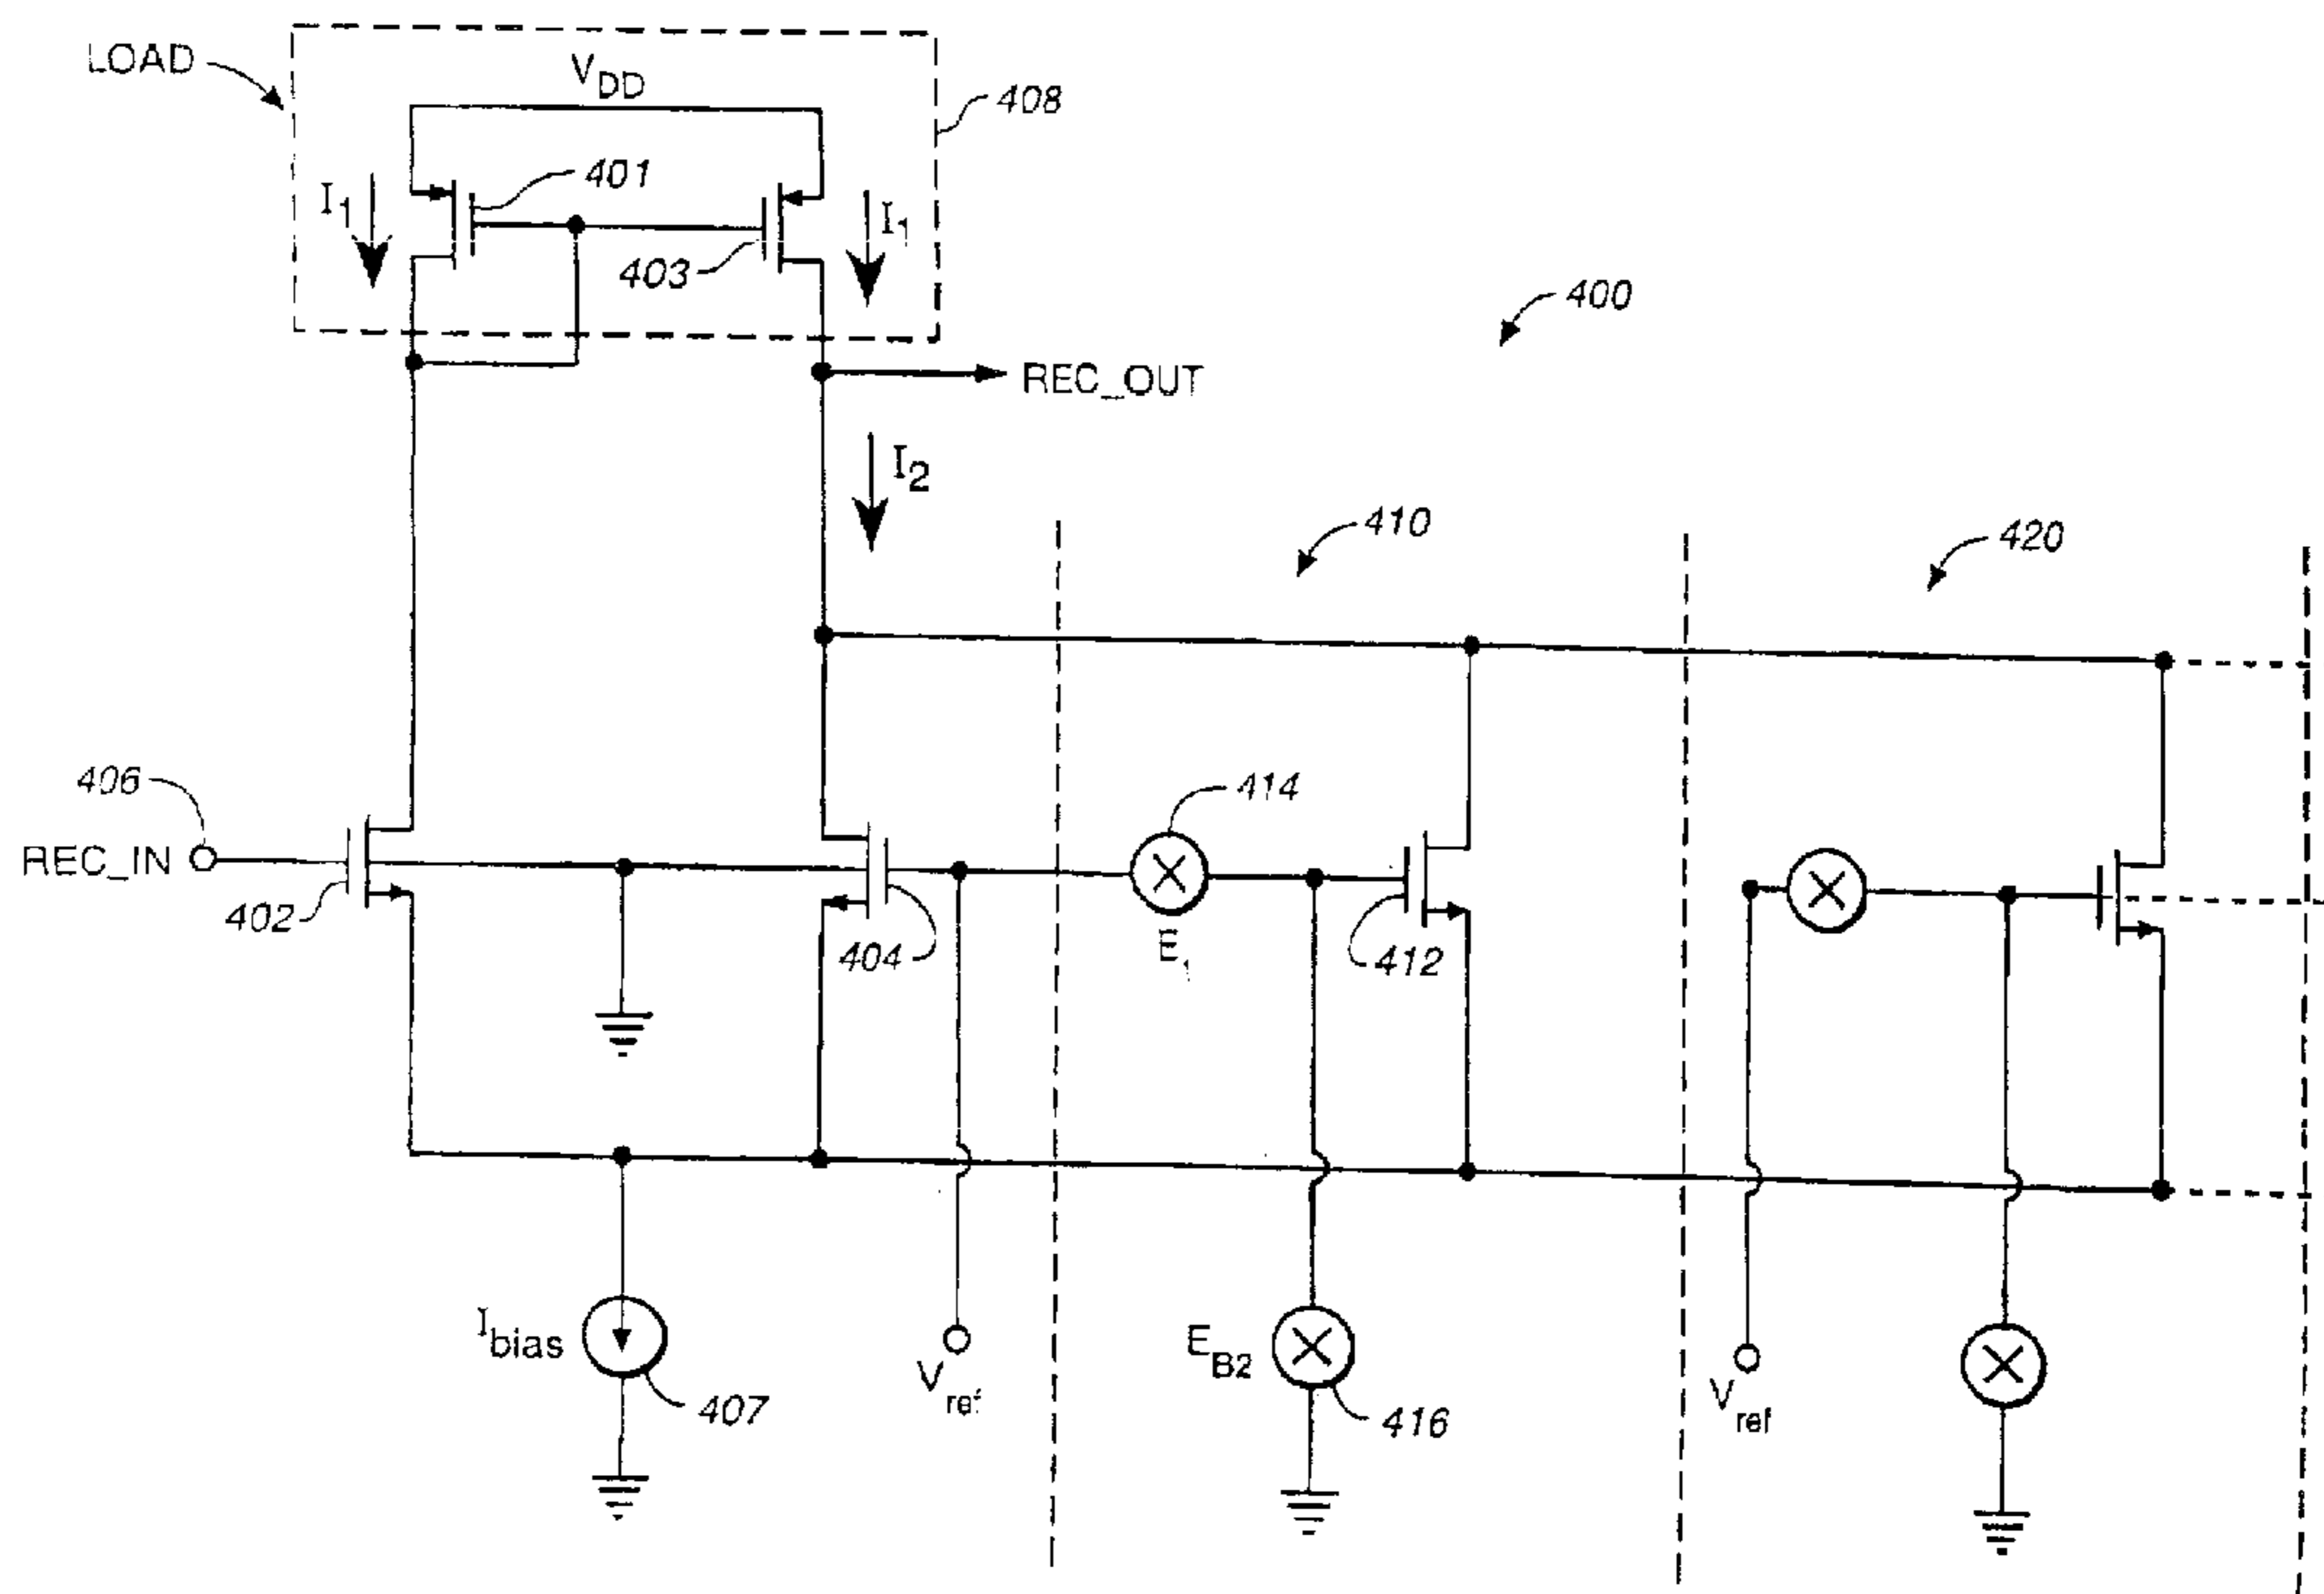 LOAD
VDD
408
401
I1
I1
403
400
REC_OUT
I2
410
420
406
414
REC_IN
402
404
E1
412
Ibias
EB2
Vref
Vref
407
416